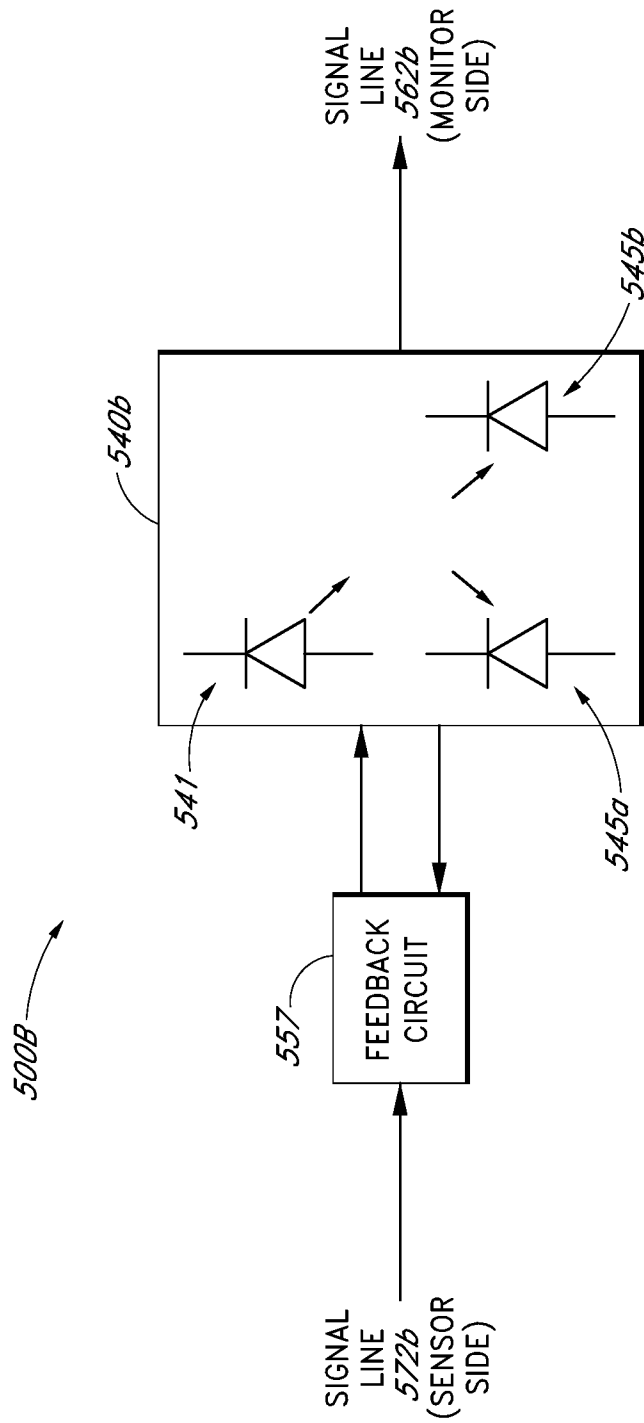 500B
SIGNAL
LINE
572b
(SENSOR
SIDE)
557
FEEDBACK
CIRCUIT
541
545a
540b
545b
SIGNAL
LINE
562b
(MONITOR
SIDE)